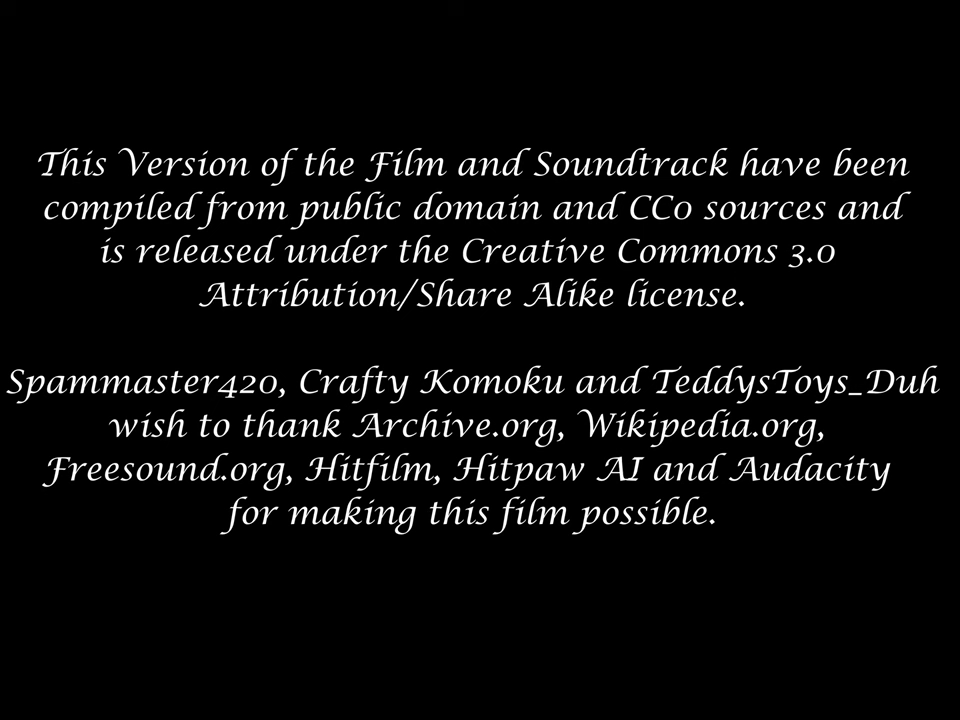 This Version of the Film and Soundtrack have been
compiled from public domain and CC0 sources and
is released under the Creative Commons 3.0
Attribution/Share Alike license.
Spammaster420, Crafty Komoku and TeddysToys_Duh
wish to thank Archive.org, Wikipedia.org,
Freesound.org, Hitfilm, Hitpaw AI and Audacity
for making this film possible.